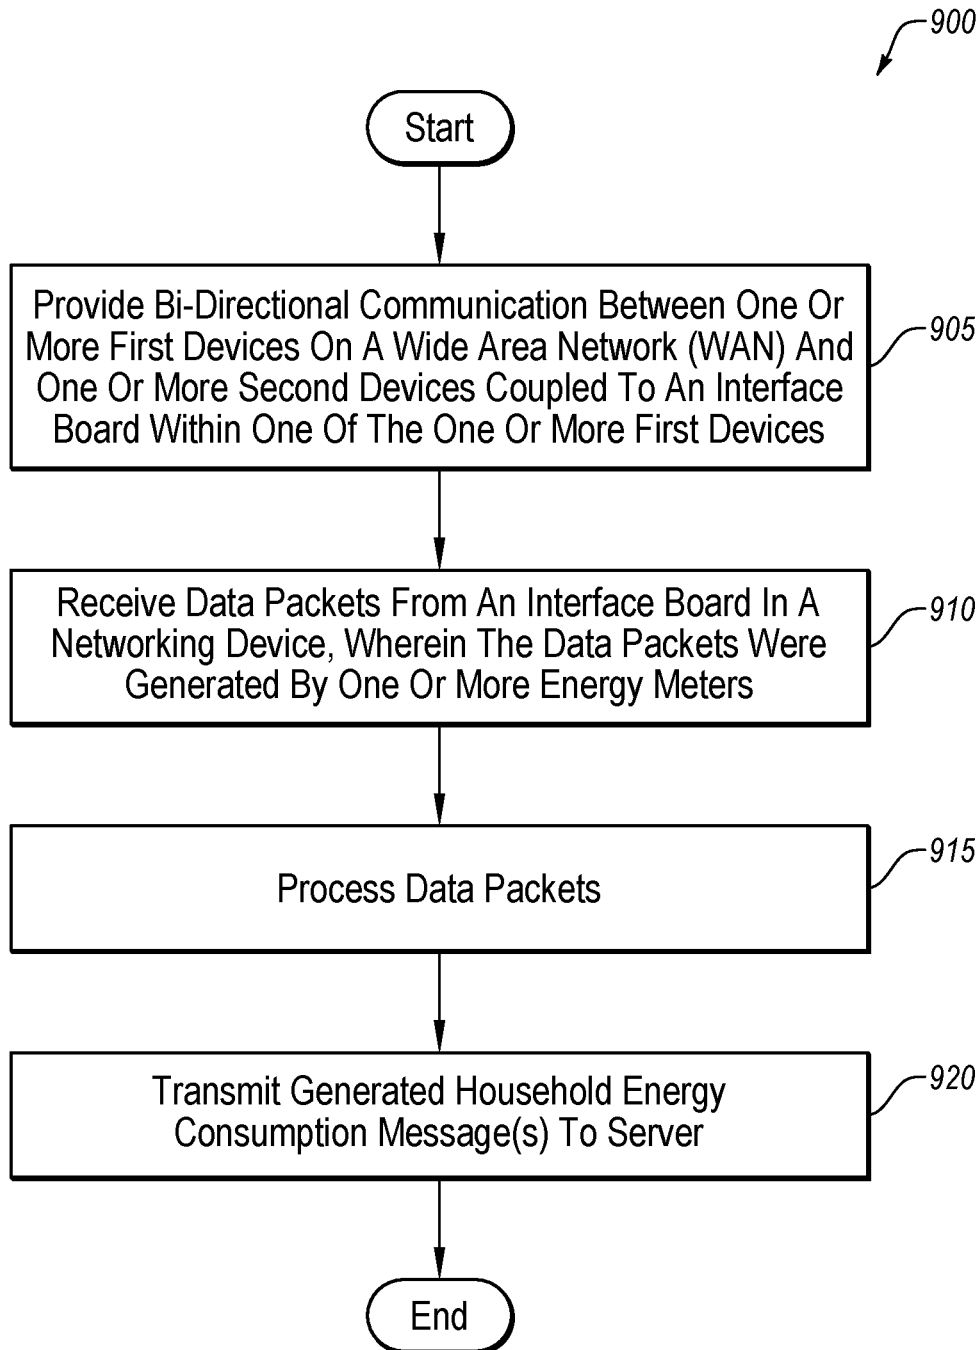 900
Start
Provide Bi-Directional Communication Between One Or
More First Devices On A Wide Area Network (WAN) And
One Or More Second Devices Coupled To An Interface
Board Within One Of The One Or More First Devices
905
Receive Data Packets From An Interface Board In A
Networking Device, Wherein The Data Packets Were
Generated By One Or More Energy Meters
910
Process Data Packets
915
Transmit Generated Household Energy
Consumption Message(s) To Server
920
End